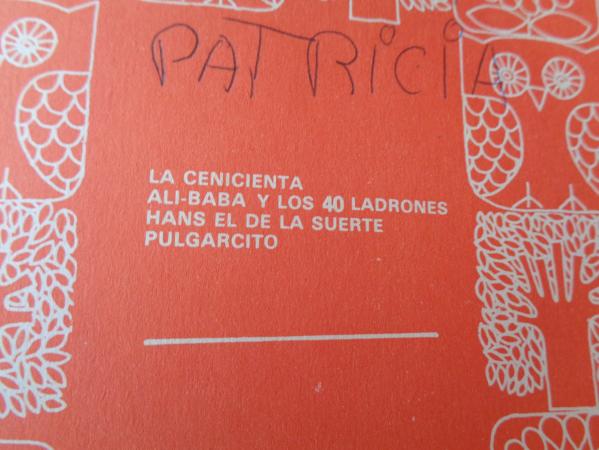 PATRICIA
LA CENICIENTA
ALI-BABA Y LOS 40 LADRONES
HANS EL DE LA SUERTE
PULGARCITO